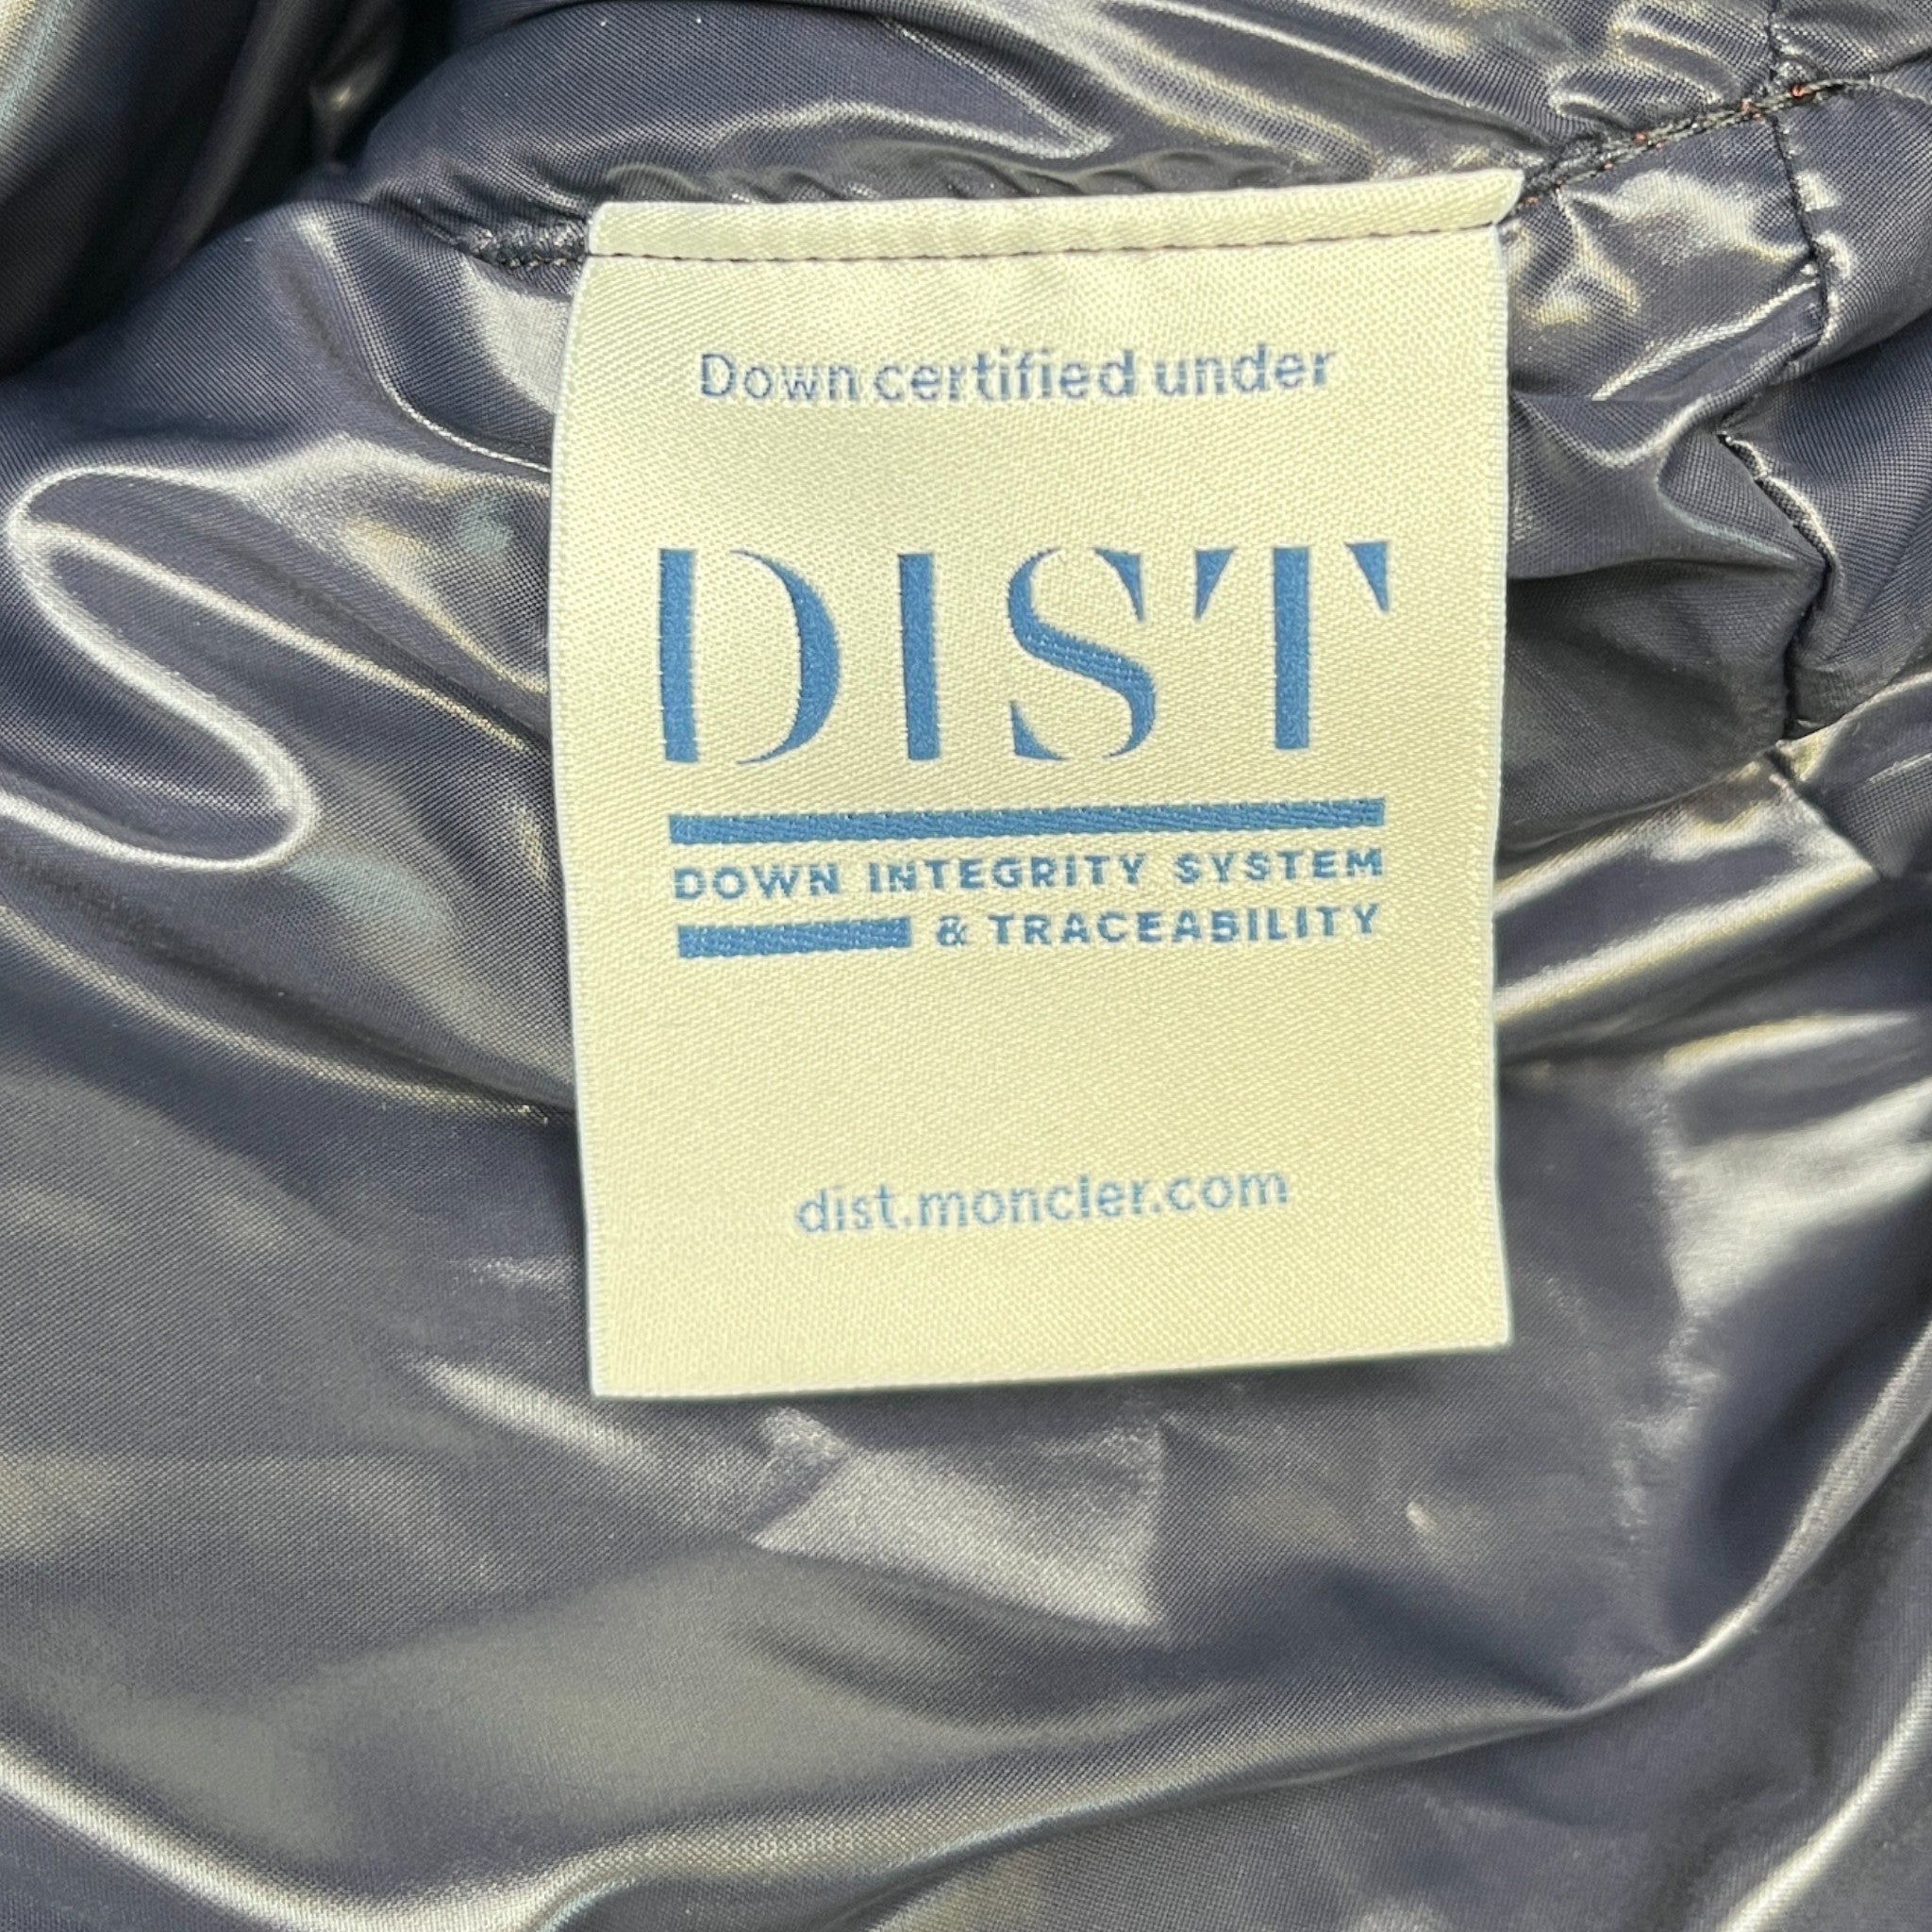 Down certified under
DIST
DOWN INTEGRITY SYSTEM
& TRACEABILITY
dist.moncler.com